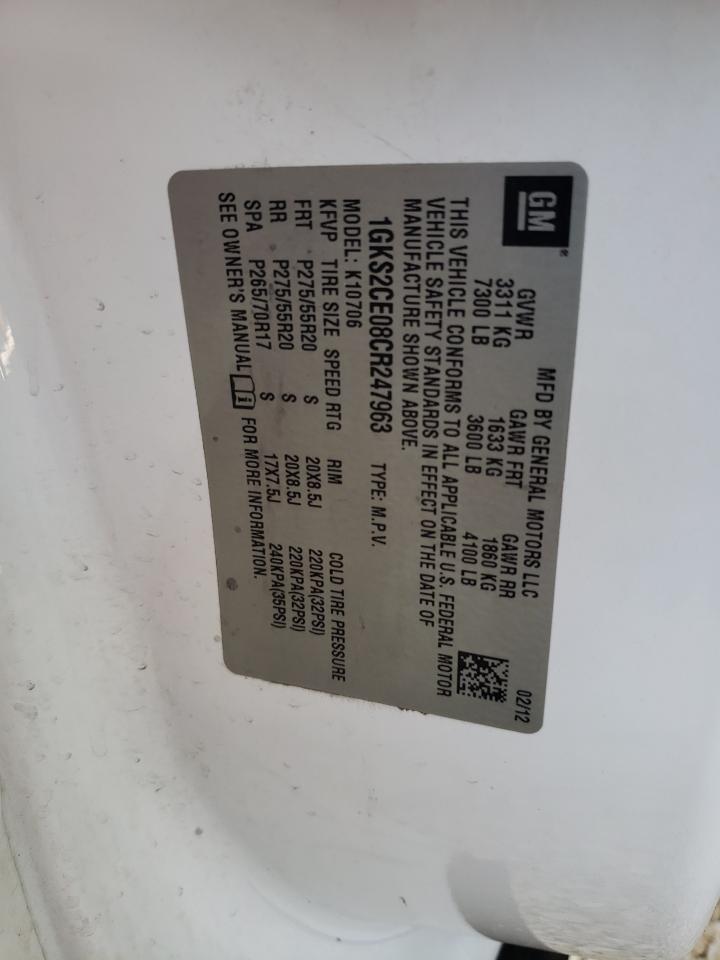 GM®
MFD BY GENERAL MOTORS LLC 02/12
GVWR GAWR FRT GAWR RR
3311 KG 1633 KG 1860 KG
7300 LB 3600 LB 4100 LB
THIS VEHICLE CONFORMS TO ALL APPLICABLE U.S. FEDERAL MOTOR
VEHICLE SAFETY STANDARDS IN EFFECT ON THE DATE OF
MANUFACTURE SHOWN ABOVE.
1GKS2CE08CR247963 TYPE: M.P.V.
MODEL: K10706
KFVP TIRE SIZE SPEED RTG RIM COLD TIRE PRESSURE
FRT P275/55R20 S 20X8.5J 220KPA(32PSI)
RR P275/55R20 S 20X8.5J 220KPA(32PSI)
SPA P265/70R17 S 17X7.5J 240KPA(35PSI)
SEE OWNER'S MANUAL FOR MORE INFORMATION.